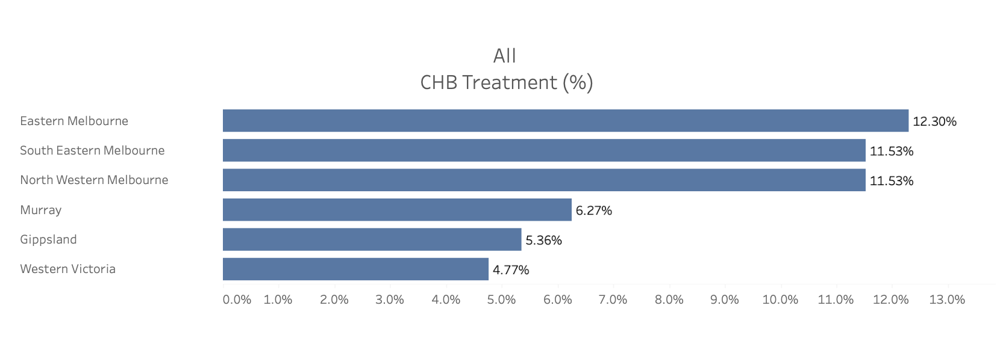 All
CHB Treatment (%)
Eastern Melbourne 12.30%
South Eastern Melbourne 11.53%
North Western Melbourne 11.53%
Murray 6.27%
Gippsland 5.36%
Western Victoria 4.77%
0.0% 1.0% 2.0% 3.0% 4.0% 5.0% 6.0% 7.0% 8.0% 9.0% 10.0% 11.0% 12.0% 13.0%